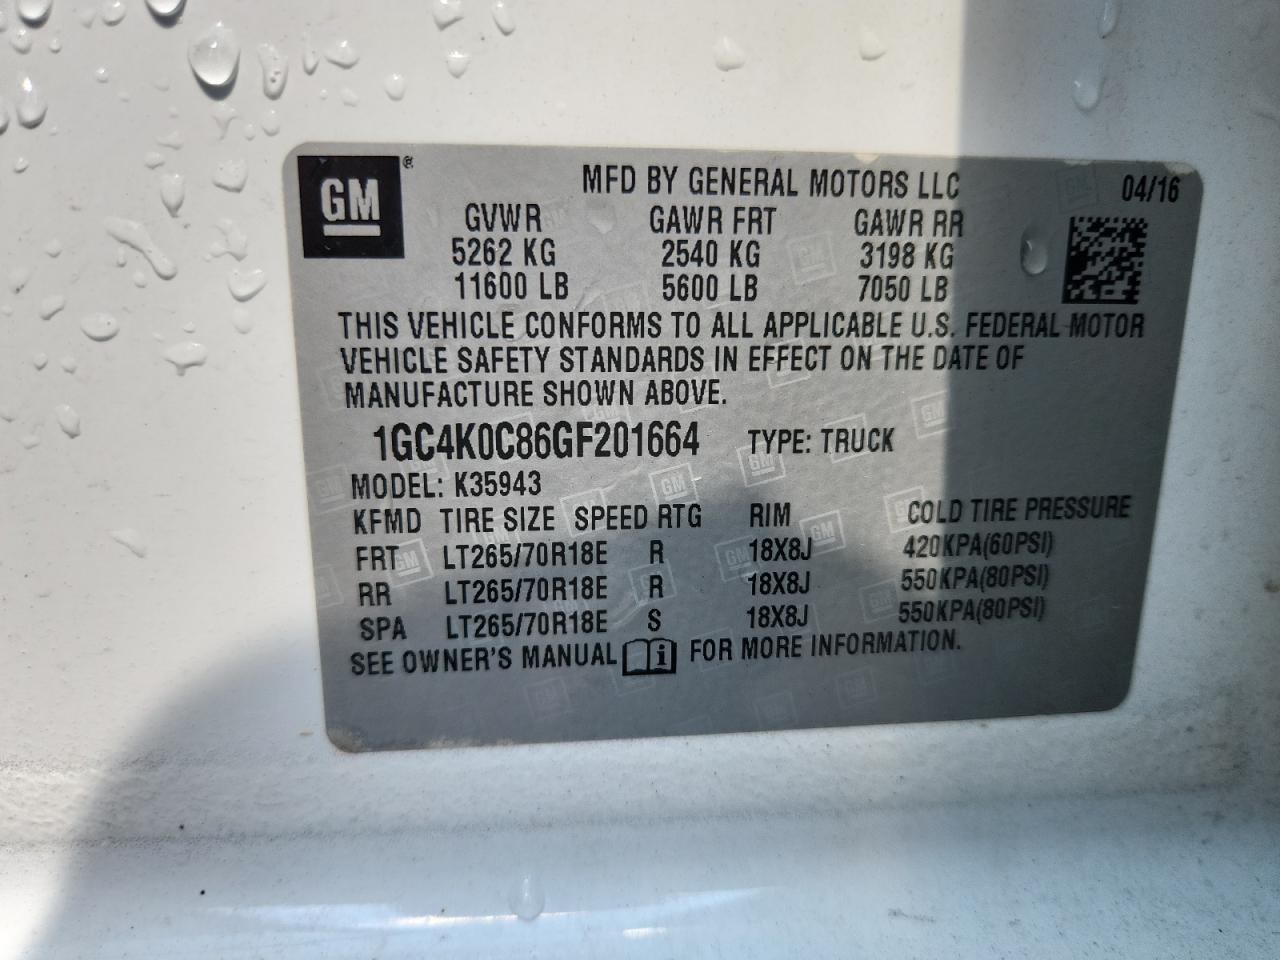 GM®
MFD BY GENERAL MOTORS LLC 04/16
GVWR GAWR FRT GAWR RR
5262 KG 2540 KG 3198 KG
11600 LB 5600 LB 7050 LB
THIS VEHICLE CONFORMS TO ALL APPLICABLE U.S. FEDERAL MOTOR
VEHICLE SAFETY STANDARDS IN EFFECT ON THE DATE OF
MANUFACTURE SHOWN ABOVE.
1GC4K0C86GF201664 TYPE: TRUCK
MODEL: K35943
KFMD TIRE SIZE SPEED RTG RIM COLD TIRE PRESSURE
FRT LT265/70R18E R 18X8J 420KPA(60PSI)
RR LT265/70R18E R 18X8J 550KPA(80PSI)
SPA LT265/70R18E S 18X8J 550KPA(80PSI)
SEE OWNER'S MANUAL i FOR MORE INFORMATION.